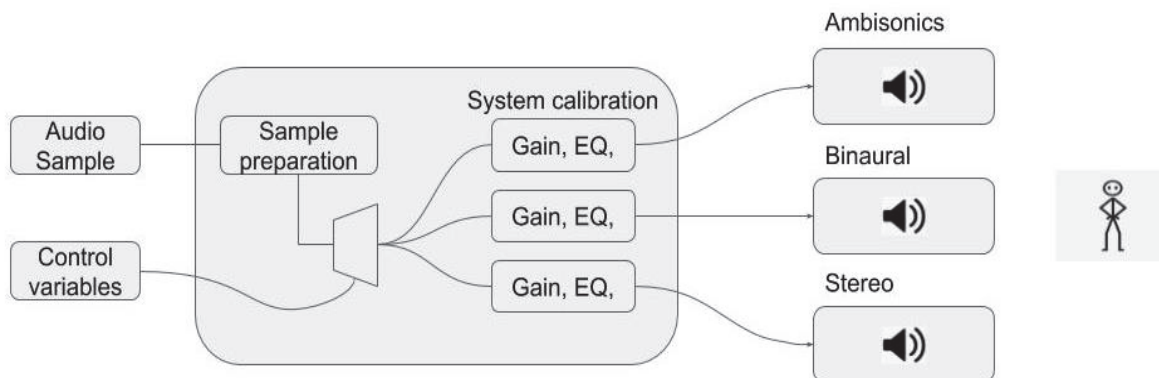 Ambisonics
System calibration
Audio
Sample
Sample
preparation
Gain, EQ,
Binaural
Gain, EQ,
Control
variables
Gain, EQ,
Stereo